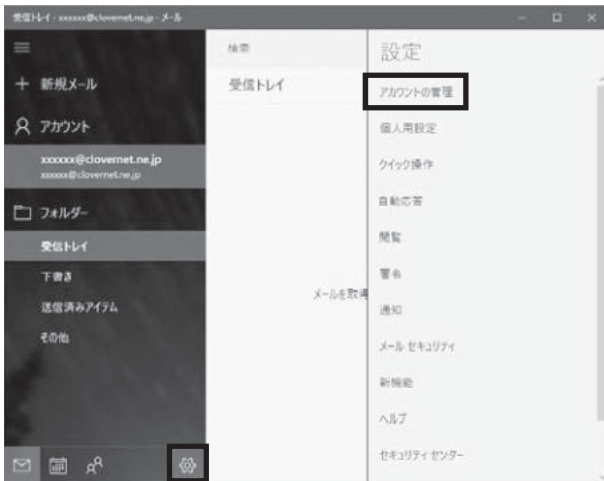 受信トレイ - xxxxxx@clovernet.ne.jp - メール
検索
設定
+ 新規メール
受信トレイ
アカウントの管理
アカウント
個人用設定
xxxxxx@clovernet.ne.jp
xxxxxx@clovernet.ne.jp
クイック操作
自動応答
フォルダー
受信トレイ
閲覧
下書き
署名
メールを取得
送信済みアイテム
通知
その他
メール セキュリティ
新機能
ヘルプ
セキュリティ センター